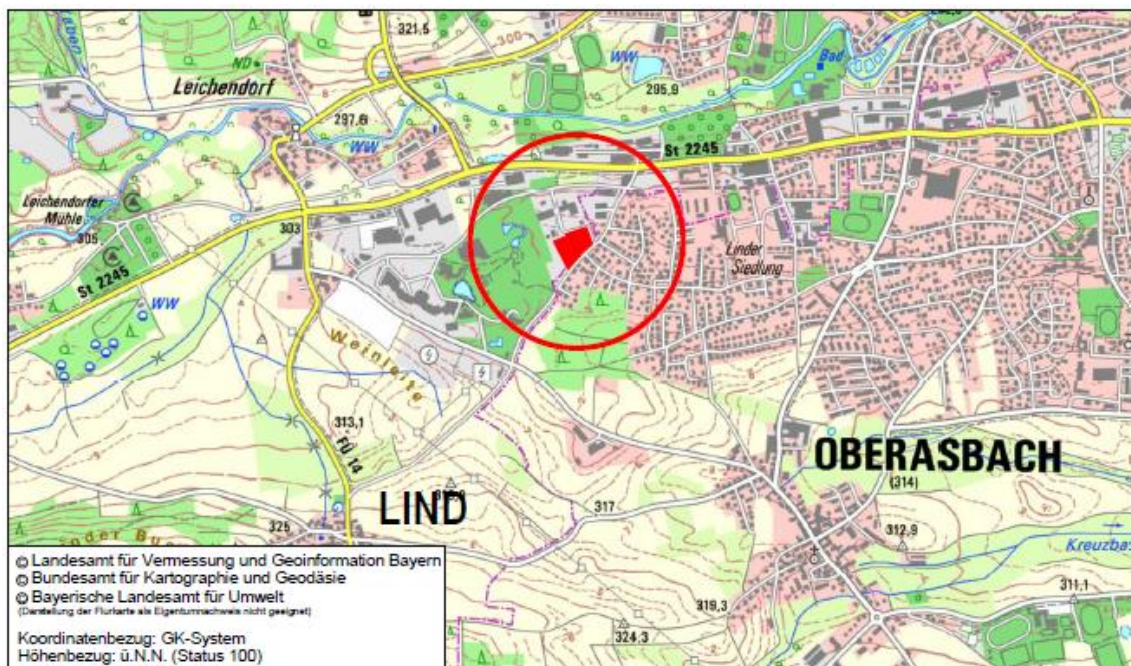 321,5
300
ND
Leichendorf
WW
Bad
295,9
297,6
WW
St 2245
Leichendorfer
Mühle
305
303
St 2245
Linder
Siedlung
WW
Weinleite
313,1
FÜ 14
OBERASBACH
(314)
LIND
317
325
312,9
Kreuzba
319,3
324,3
311,1
© Landesamt für Vermessung und Geoinformation Bayern
© Bundesamt für Kartographie und Geodäsie
© Bayerische Landesamt für Umwelt
(Darstellung der Flurkarte als Eigentumnachweis nicht geeignet)
Koordinatenbezug: GK-System
Höhenbezug: ü.N.N. (Status 100)